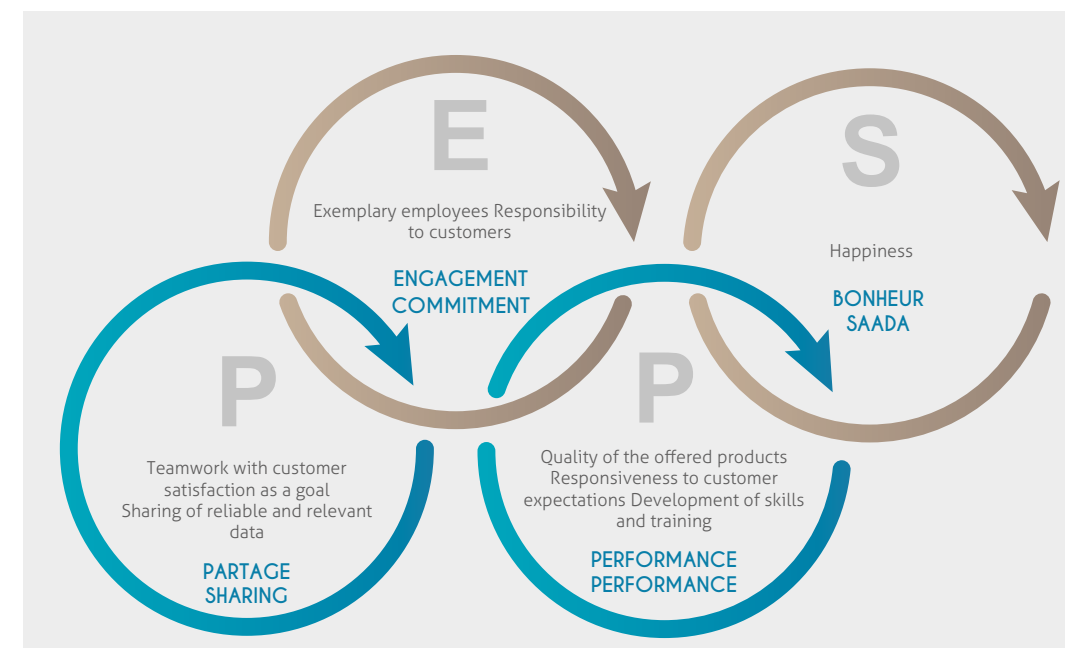 E
Exemplary employees Responsibility
to customers
ENGAGEMENT
COMMITMENT
S
Happiness
BONHEUR
SAADA
P
Teamwork with customer
satisfaction as a goal
Sharing of reliable and relevant
data
PARTAGE
SHARING
P
Quality of the offered products
Responsiveness to customer
expectations Development of skills
and training
PERFORMANCE
PERFORMANCE